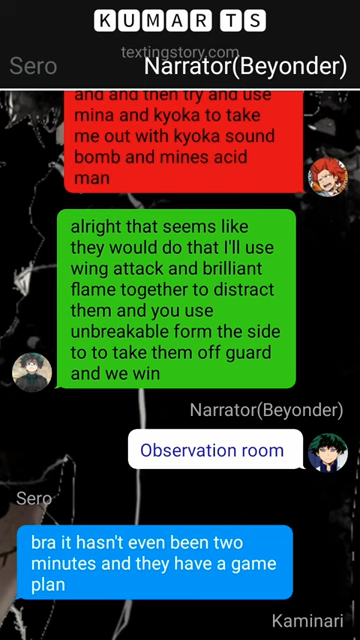 KUMAR TS
textingstory.com
Sero
Narrator(Beyonder)
and and then try and use
mina and kyoka to take
me out with kyoka sound
bomb and mines acid
man
alright that seems like
they would do that I'll use
wing attack and brilliant
flame together to distract
them and you use
unbreakable form the side
to to take them off guard
and we win
Narrator(Beyonder)
Observation room
Sero
bra it hasn't even been two
minutes and they have a game
plan
Kaminari